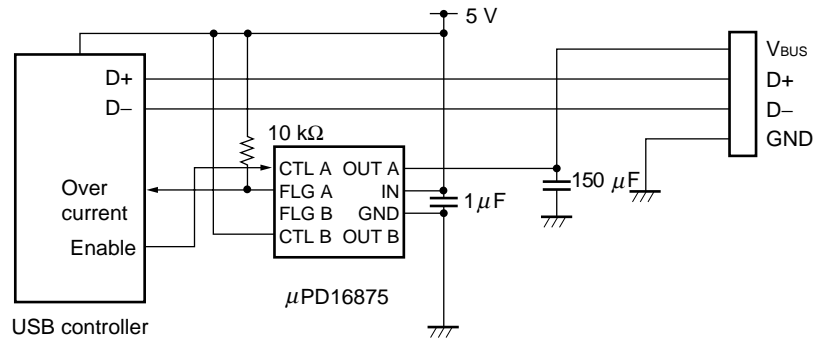 5 V
VBUS
D+
D+
D+
D−
D−
GND
10 kΩ
CTL A OUT A
Over current
FLG A IN
150 μF
1 μF
FLG B GND
Enable
CTL B OUT B
μPD16875
USB controller